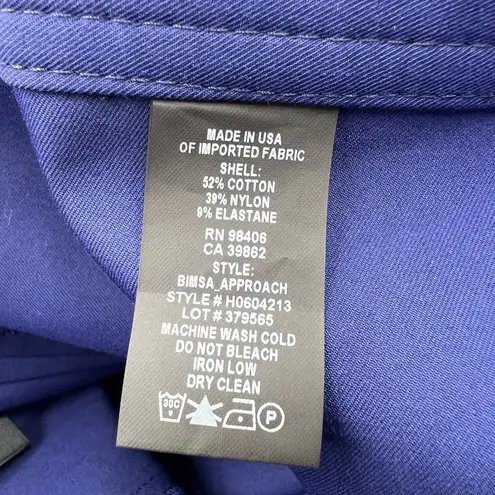 MADE IN USA
OF IMPORTED FABRIC
SHELL:
52% COTTON
39% NYLON
9% ELASTANE
RN 98406
CA 39862
STYLE:
BIMSA_APPROACH
STYLE # H0604213
LOT # 379565
MACHINE WASH COLD
DO NOT BLEACH
IRON LOW
DRY CLEAN
30C P